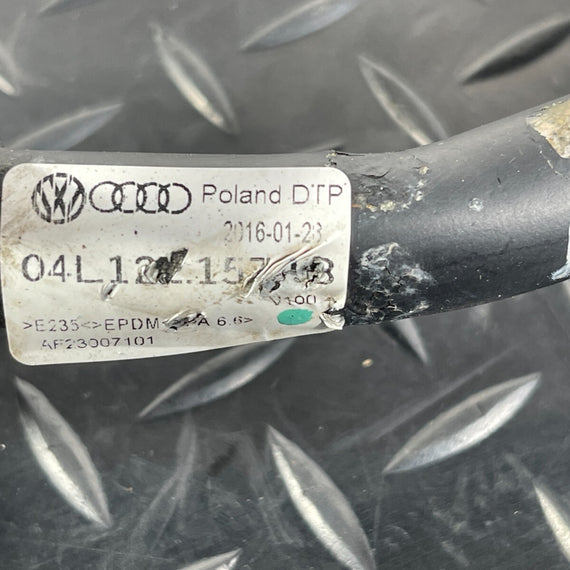 Poland DTP
2016-01-28
04L
V100
>E235<>EPDM<
6.6>
AF23007101